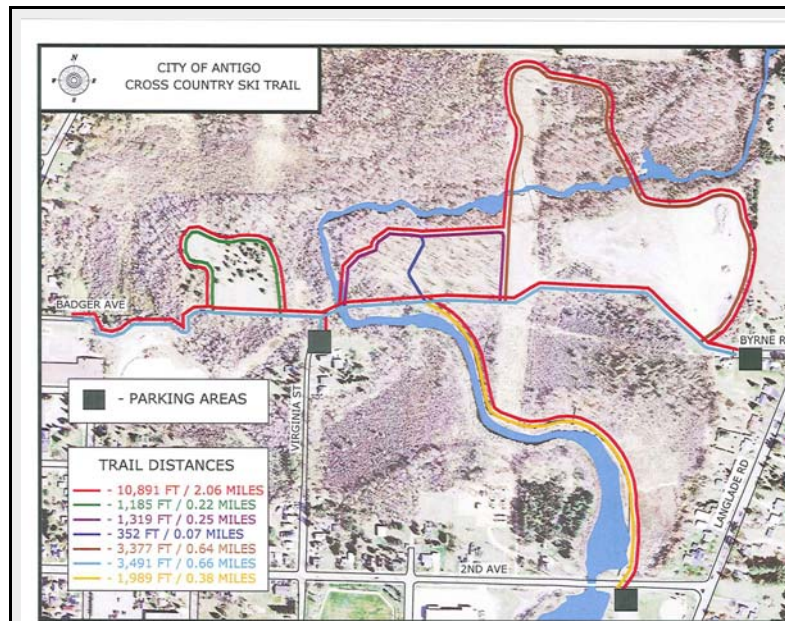 N
CITY OF ANTIGO
CROSS COUNTRY SKI TRAIL
BADGER AVE
BYRNE R
VIRGINIA ST
LANGLADE RD
2ND AVE
- PARKING AREAS
TRAIL DISTANCES
- 10,891 FT / 2.06 MILES
- 1,185 FT / 0.22 MILES
- 1,319 FT / 0.25 MILES
- 352 FT / 0.07 MILES
- 3,377 FT / 0.64 MILES
- 3,491 FT / 0.66 MILES
- 1,989 FT / 0.38 MILES